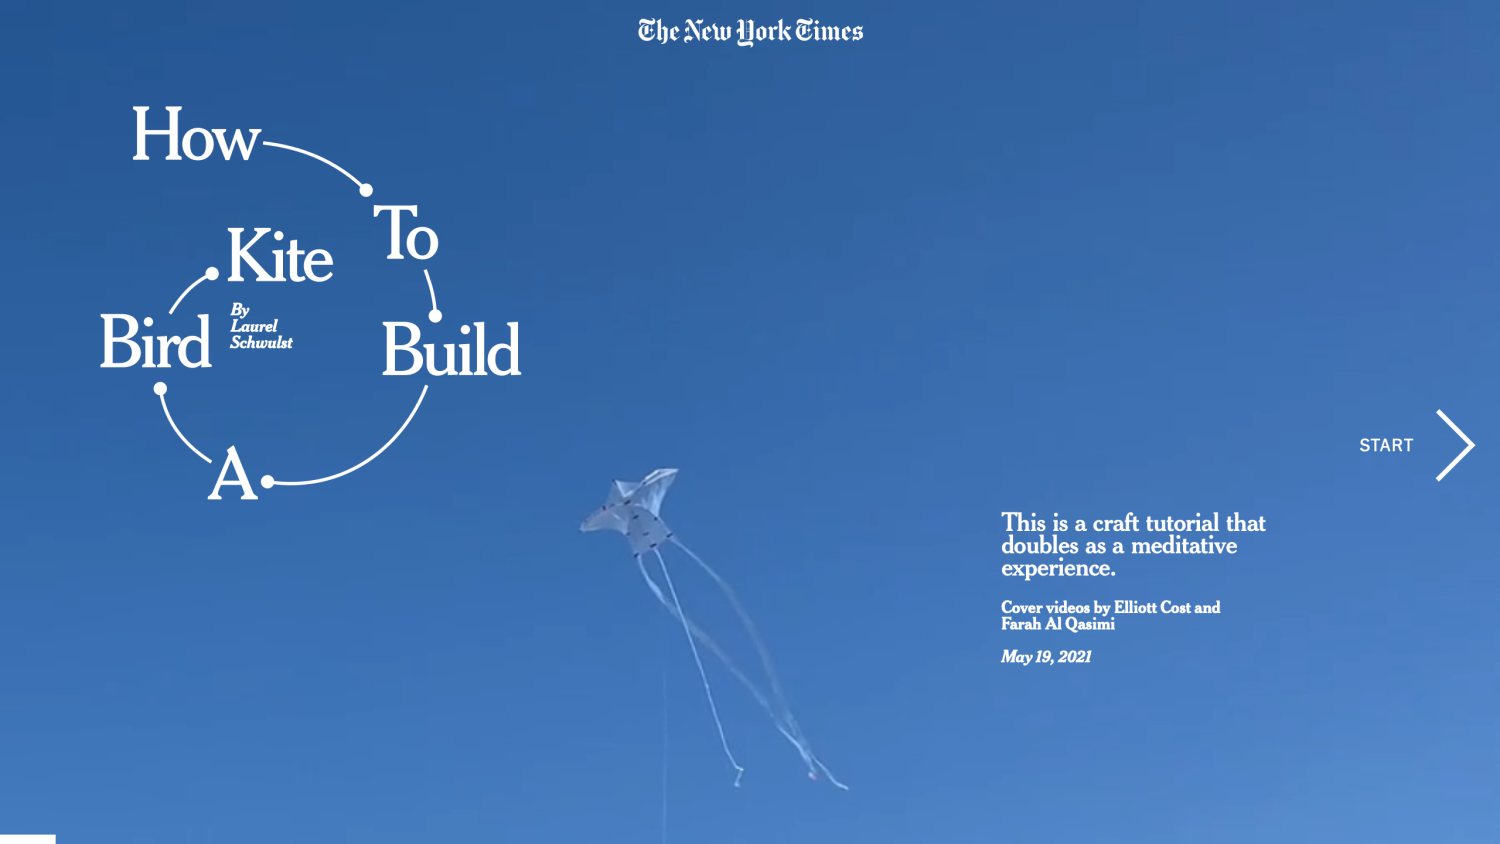 The New York Times
How
To
Build
A
Bird
Kite
By
Laurel
Schwulst
START
This is a craft tutorial that
doubles as a meditative
experience.
Cover videos by Elliott Cost and
Farah Al Qasimi
May 19, 2021